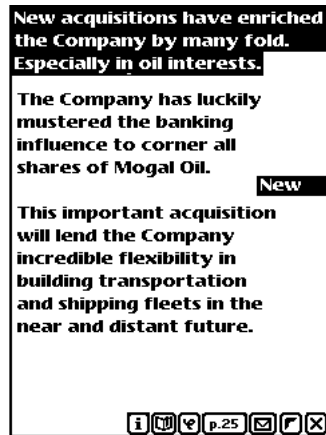 New acquisitions have enriched
the Company by many fold.
Especially in oil interests.
The Company has luckily
mustered the banking
influence to corner all
shares of Mogal Oil.
New
This important acquisition
will lend the Company
incredible flexibility in
building transportation
and shipping fleets in the
near and distant future.
p.25